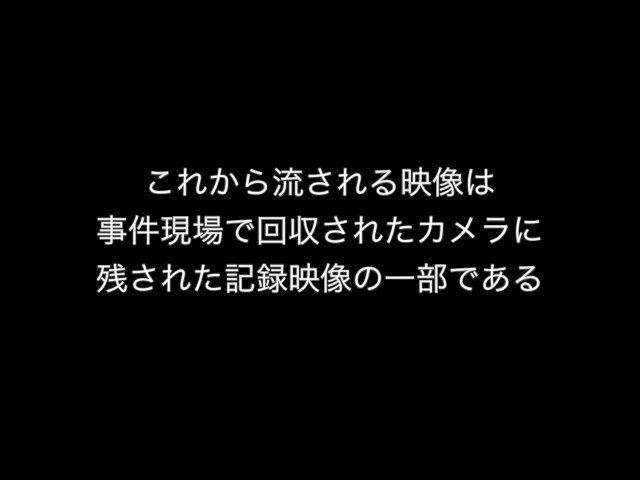 これから流される映像は
事件現場で回収されたカメラに
残された記録映像の一部である